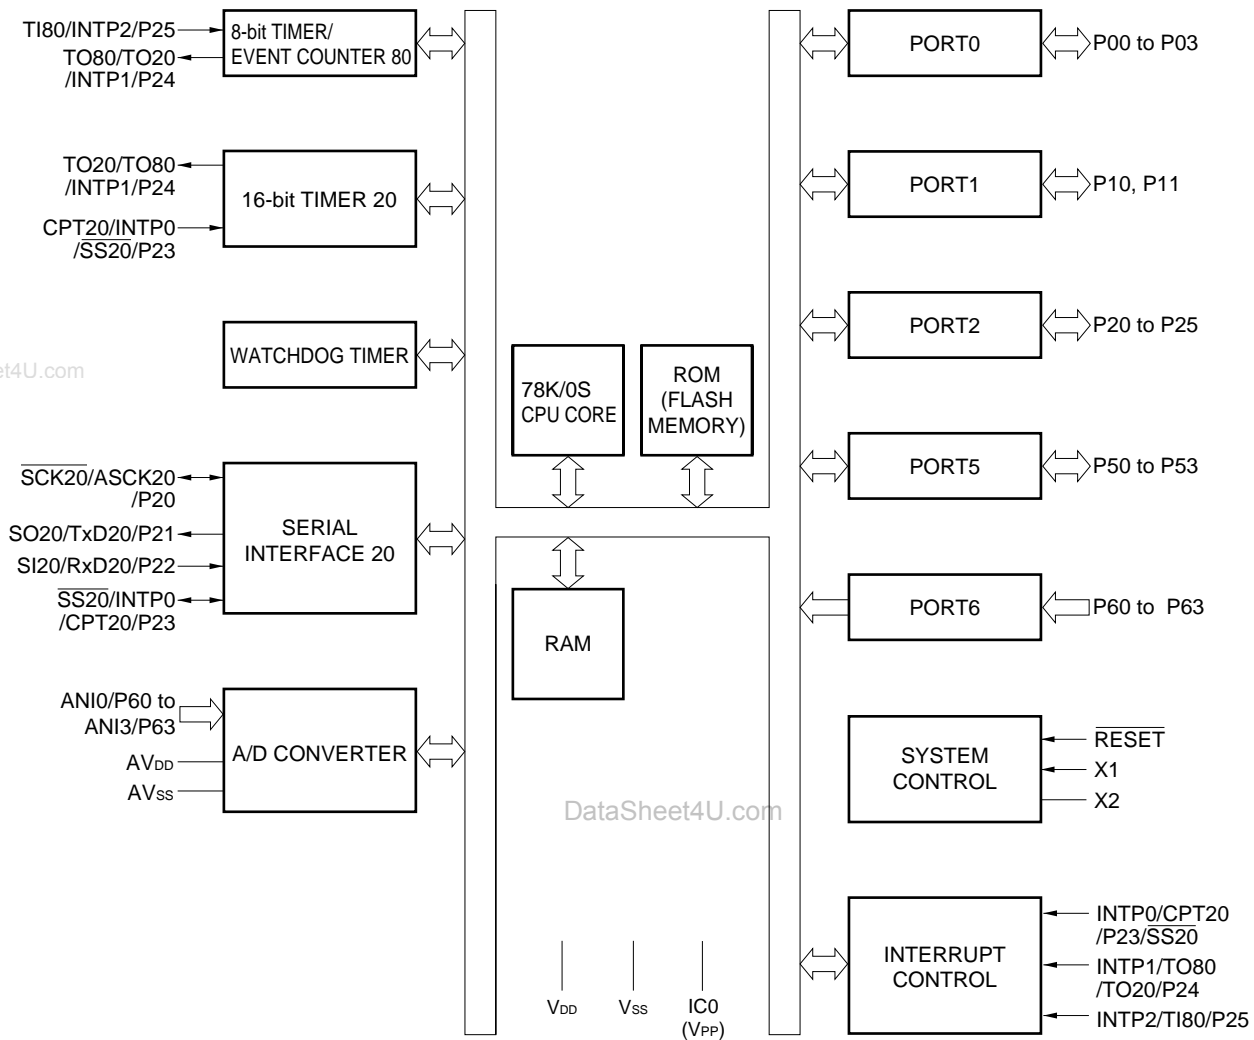 TI80/INTP2/P25
TO80/TO20
/INTP1/P24
8-bit TIMER/
EVENT COUNTER 80
TO20/TO80
/INTP1/P24
CPT20/INTP0
/SS20/P23
16-bit TIMER 20
WATCHDOG TIMER
et4U.com
SCK20/ASCK20
/P20
SO20/TxD20/P21
SI20/RxD20/P22
SS20/INTP0
/CPT20/P23
SERIAL
INTERFACE 20
ANI0/P60 to
ANI3/P63
AVDD
AVSS
A/D CONVERTER
78K/0S
CPU CORE
ROM
(FLASH
MEMORY)
RAM
DataSheet4U.com
VDD
VSS
IC0
(VPP)
PORT0
P00 to P03
PORT1
P10, P11
PORT2
P20 to P25
PORT5
P50 to P53
PORT6
P60 to P63
SYSTEM
CONTROL
RESET
X1
X2
INTERRUPT
CONTROL
INTP0/CPT20
/P23/SS20
INTP1/TO80
/TO20/P24
INTP2/TI80/P25